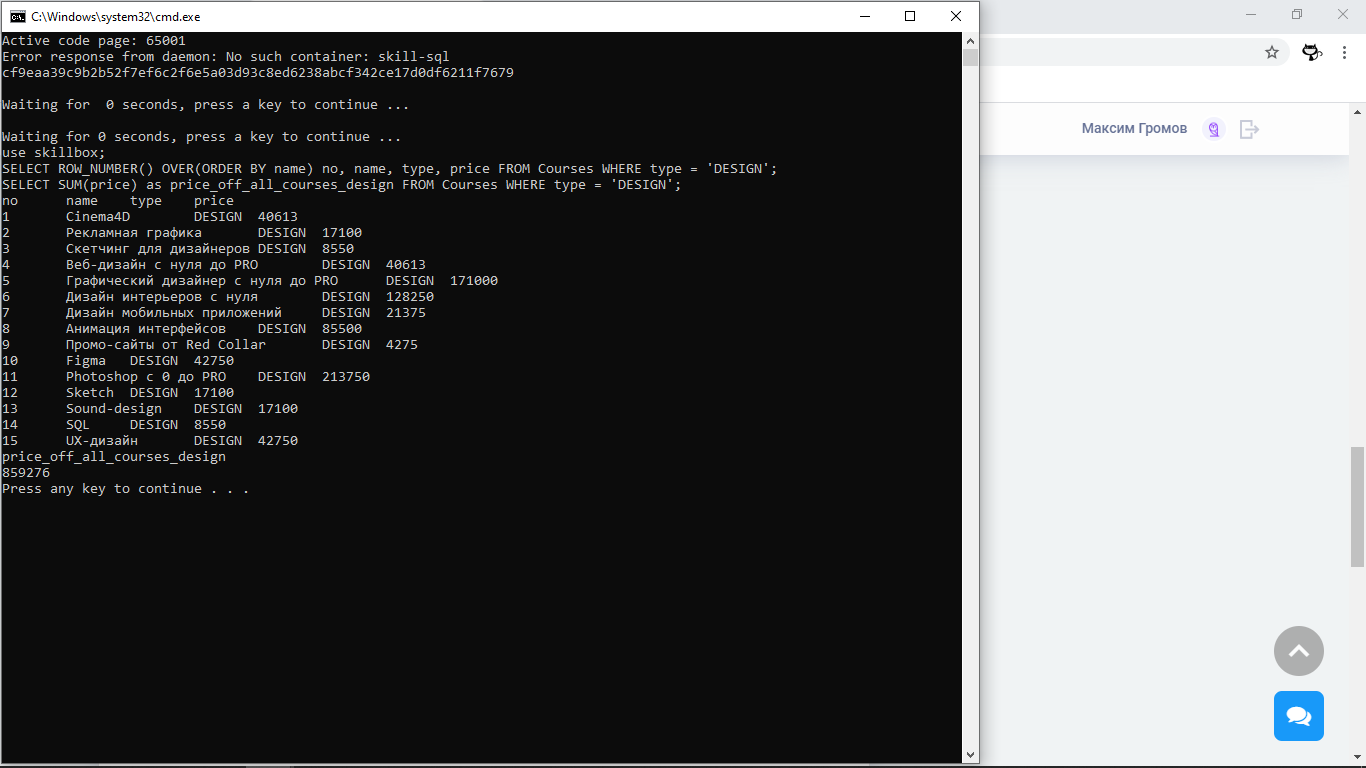 C:\Windows\system32\cmd.exe
Active code page: 65001
Error response from daemon: No such container: skill-sql
cf9eaa39c9b2b52f7ef6c2f6e5a03d93c8ed6238abcf342ce17d0df6211f7679
Waiting for  0 seconds, press a key to continue ...
Waiting for 0 seconds, press a key to continue ...
use skillbox;
SELECT ROW_NUMBER() OVER(ORDER BY name) no, name, type, price FROM Courses WHERE type = 'DESIGN';
SELECT SUM(price) as price_off_all_courses_design FROM Courses WHERE type = 'DESIGN';
no name type price
1 Cinema4D DESIGN 40613
2 Рекламная графика DESIGN 17100
3 Скетчинг для дизайнеров DESIGN 8550
4 Веб-дизайн с нуля до PRO DESIGN 40613
5 Графический дизайнер с нуля до PRO DESIGN 171000
6 Дизайн интерьеров с нуля DESIGN 128250
7 Дизайн мобильных приложений DESIGN 21375
8 Анимация интерфейсов DESIGN 85500
9 Промо-сайты от Red Collar DESIGN 4275
10 Figma DESIGN 42750
11 Photoshop с 0 до PRO DESIGN 213750
12 Sketch DESIGN 17100
13 Sound-design DESIGN 17100
14 SQL DESIGN 8550
15 UX-дизайн DESIGN 42750
price_off_all_courses_design
859276
Press any key to continue . . .
Максим Громов